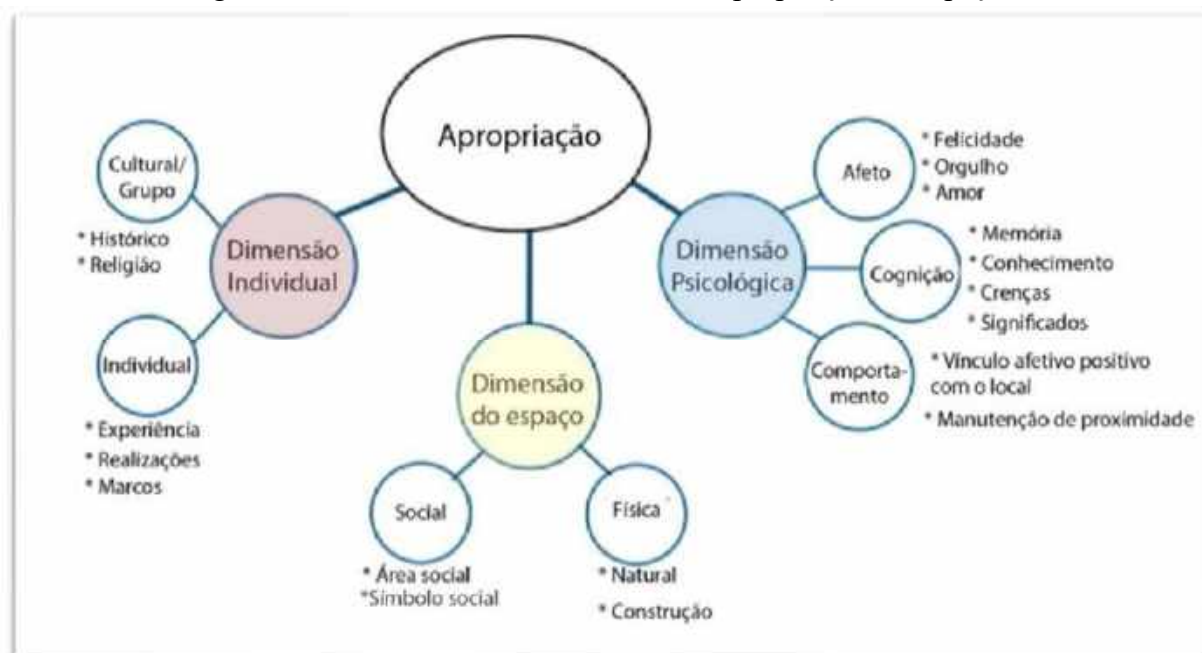 Apropriação
Cultural/
Grupo
* Histórico
* Religião
Dimensão
Individual
Individual
* Experiência
* Realizações
* Marcos
Dimensão
do espaço
Social
* Área social
*Símbolo social
Física
* Natural
* Construção
Dimensão
Psicológica
Afeto
* Felicidade
* Orgulho
* Amor
Cognição
* Memória
* Conhecimento
* Crenças
* Significados
Comporta-
mento
* Vínculo afetivo positivo
com o local
* Manutenção de proximidade